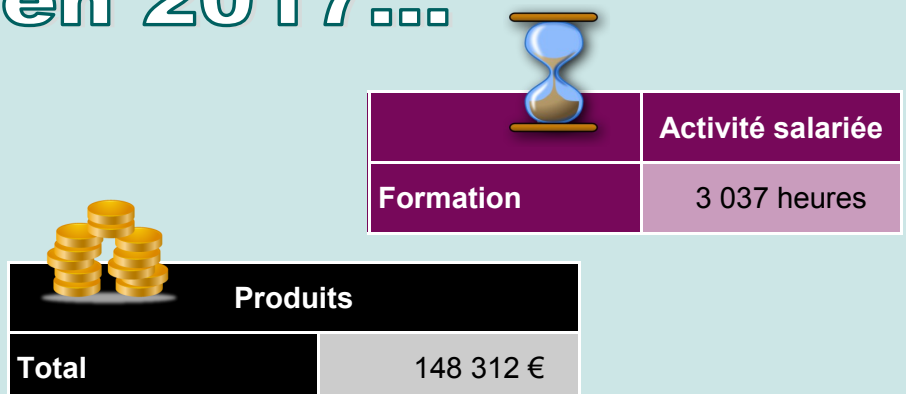 en 2017...
Activité salariée
Formation 3 037 heures
Produits
Total 148 312 €